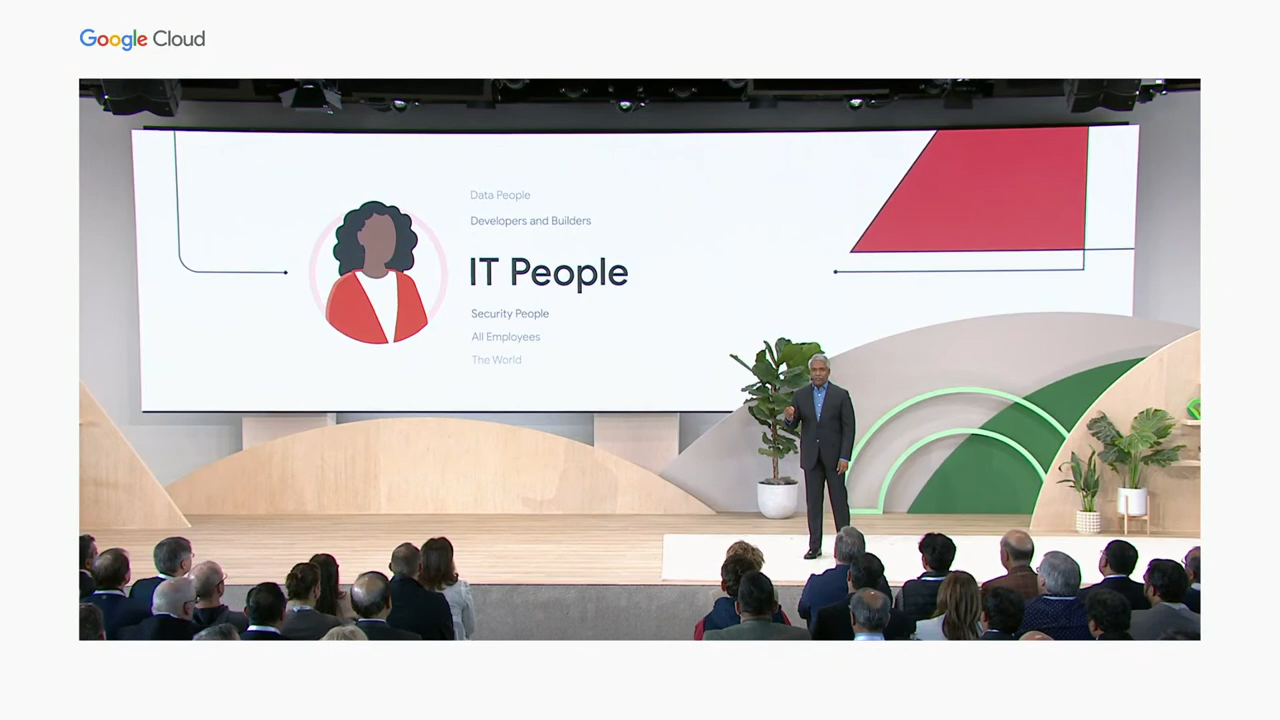 Google Cloud
Data People
Developers and Builders
IT People
Security People
All Employees
The World